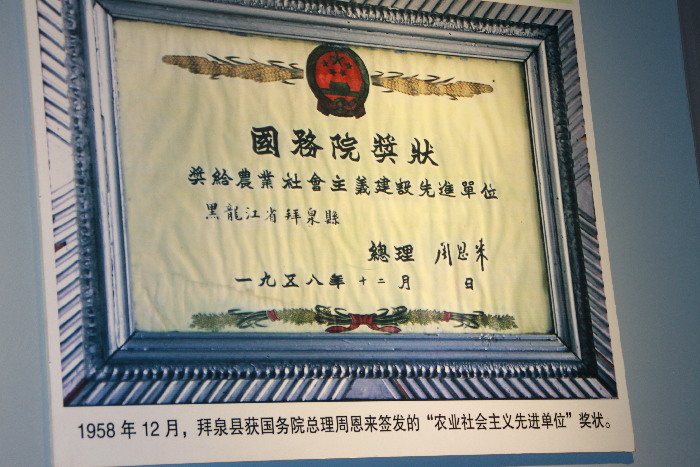 國務院獎狀
獎給農業社會主義建設先進單位
黑龍江省拜泉縣
總理 周恩来
一九五八年 十二月 日
1958 年 12 月，拜泉县获国务院总理周恩来签发的“农业社会主义先进单位”奖状。